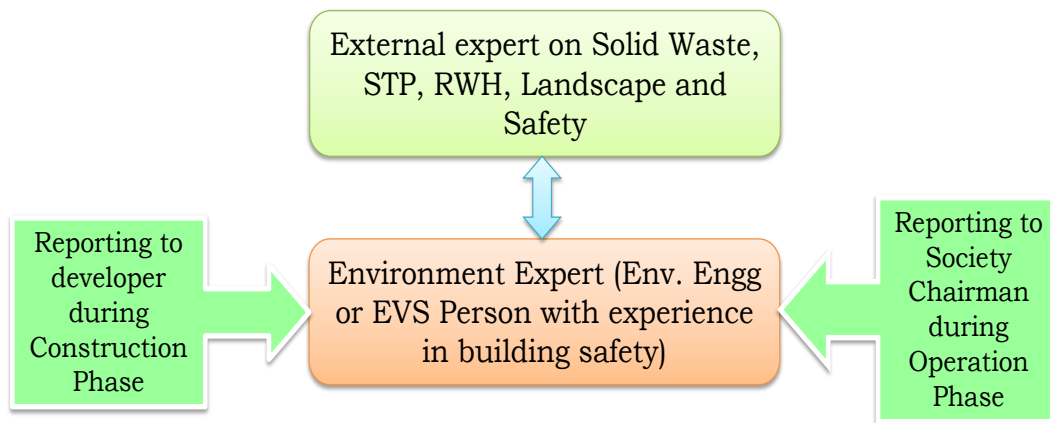 External expert on Solid Waste,
STP, RWH, Landscape and
Safety
Reporting to
developer
during
Construction
Phase
Environment Expert (Env. Engg
or EVS Person with experience
in building safety)
Reporting to
Society
Chairman
during
Operation
Phase